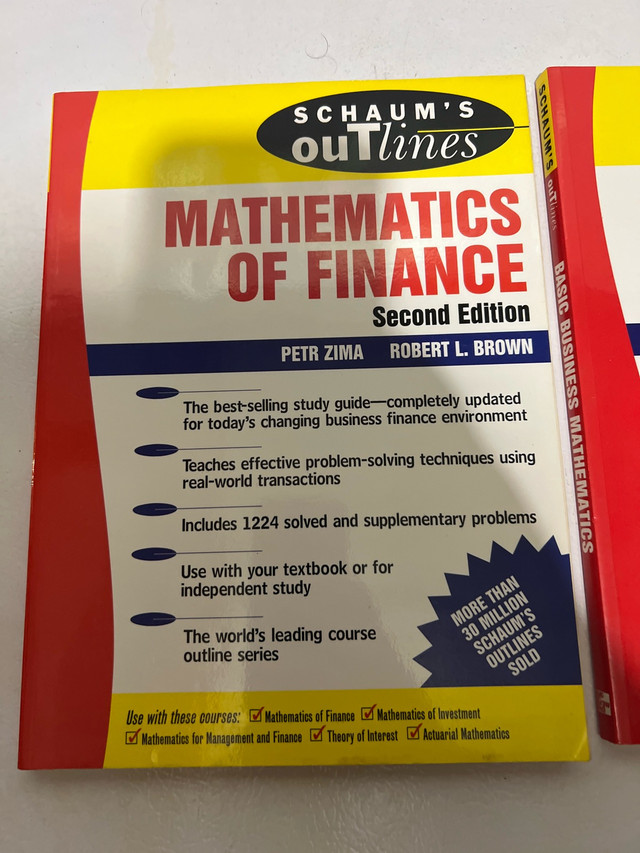 SCHAUM'S
ouTlines
MATHEMATICS
OF FINANCE
Second Edition
PETR ZIMA ROBERT L. BROWN
The best-selling study guide—completely updated
for today's changing business finance environment
Teaches effective problem-solving techniques using
real-world transactions
Includes 1224 solved and supplementary problems
Use with your textbook or for
independent study
The world's leading course
outline series
MORE THAN
30 MILLION
SCHAUM'S
OUTLINES
SOLD
Use with these courses: Mathematics of Finance Mathematics of Investment
Mathematics for Management and Finance Theory of Interest Actuarial Mathematics
SCHAUM'S ouTlines BASIC BUSINESS MATHEMATICS